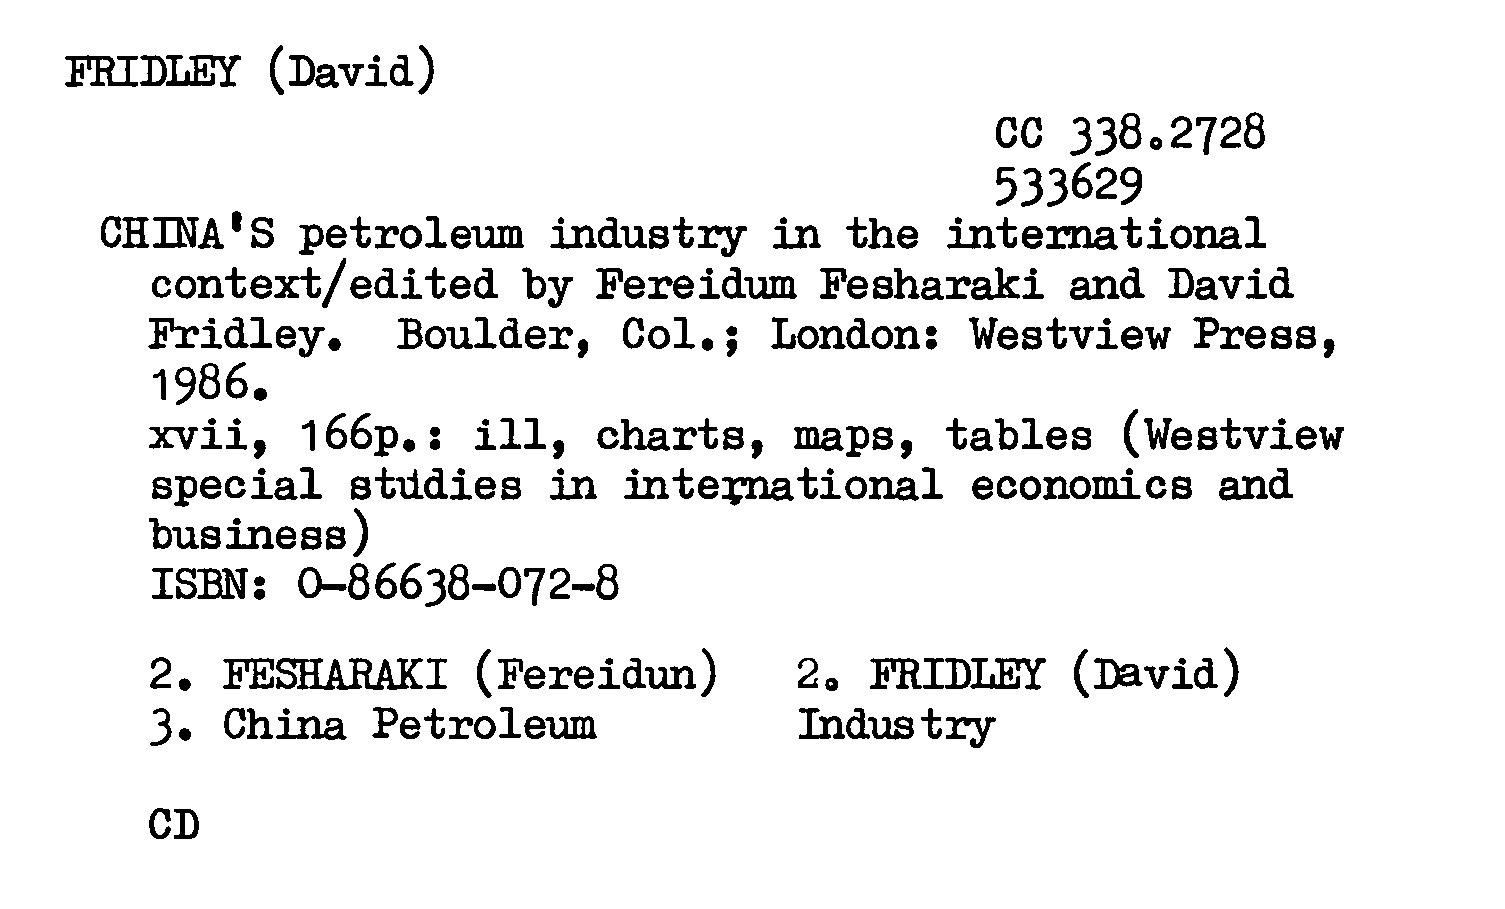 FRIDLEY (David)
CC 338.2728
533629
CHINA'S petroleum industry in the international
context/edited by Fereidum Fesharaki and David
Fridley. Boulder, Col.; London: Westview Press,
1986.
xvii, 166p.: ill, charts, maps, tables (Westview
special studies in international economics and
business)
ISBN: 0-86638-072-8
2. FESHARAKI (Fereidun) 2. FRIDLEY (David)
3. China Petroleum Industry
CD